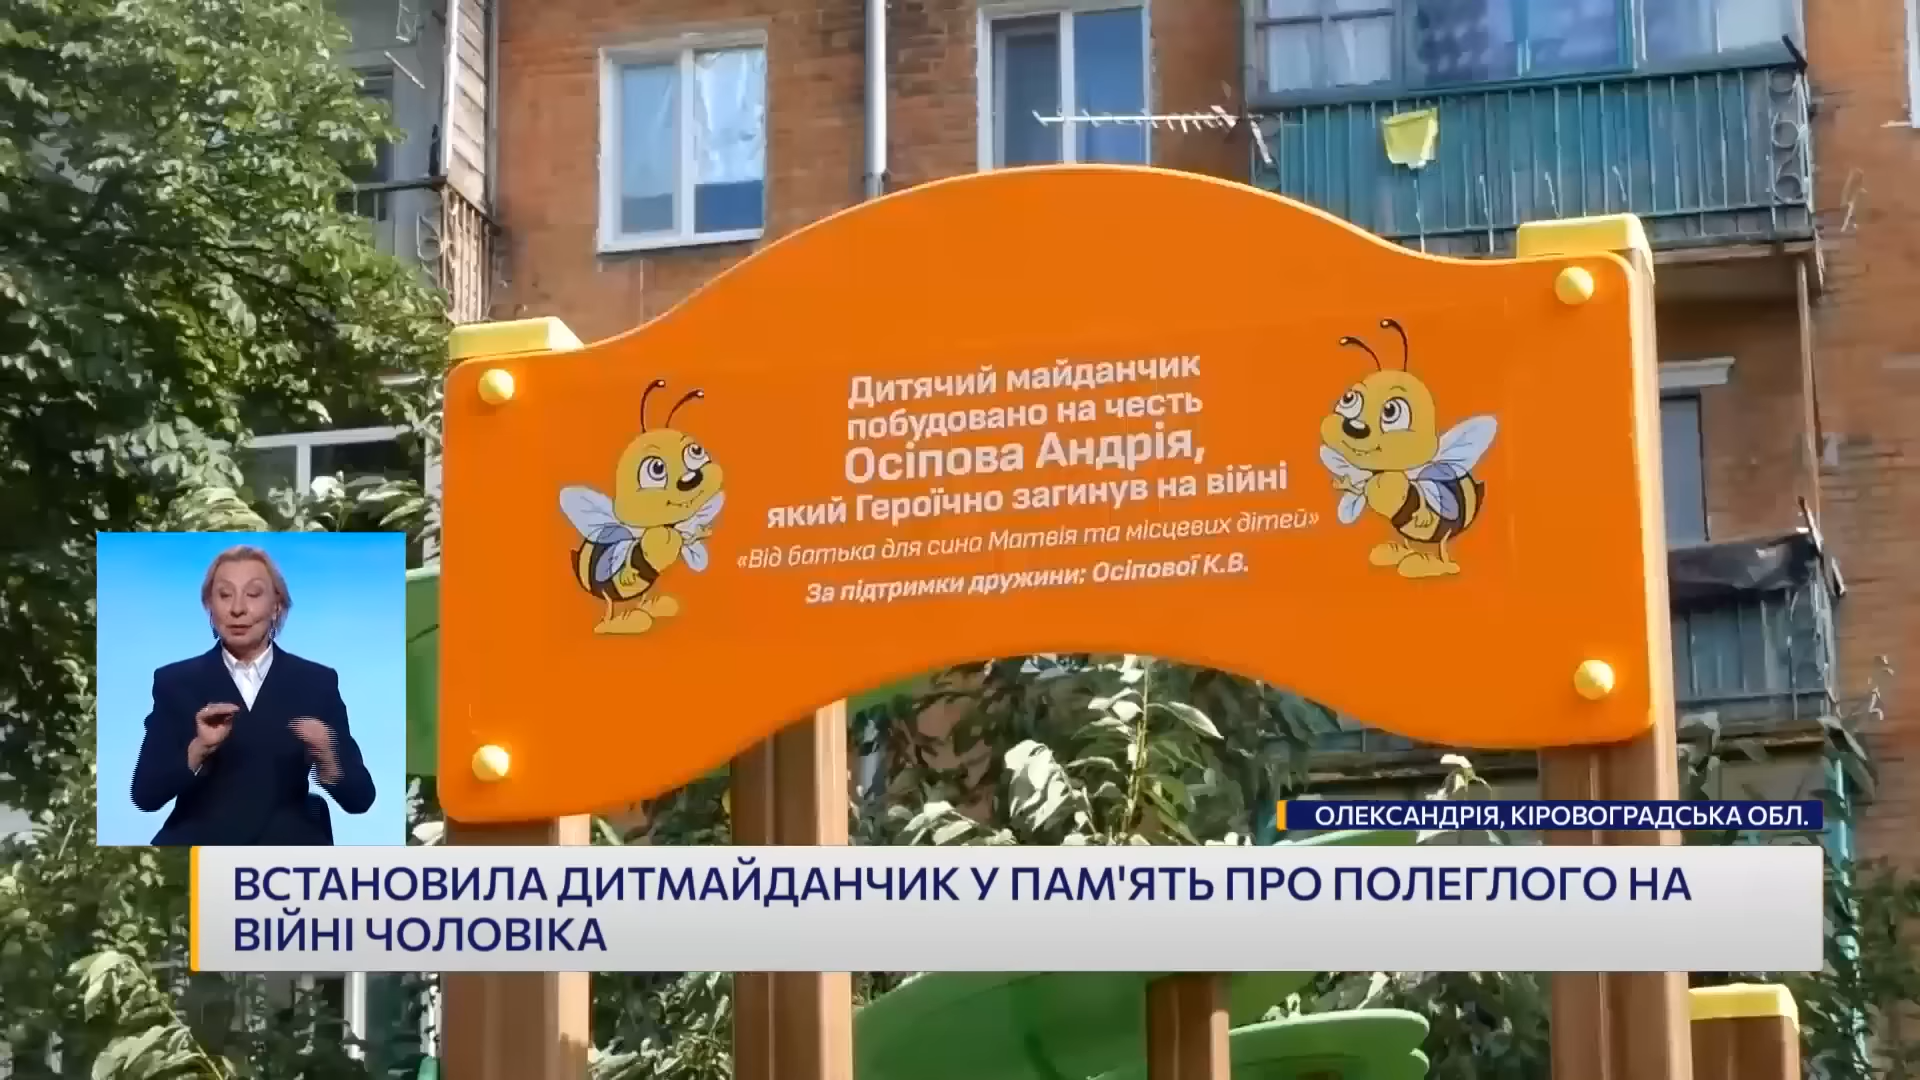 Дитячий майданчик
побудовано на честь
Осіпова Андрія,
який Героїчно загинув на війні
«Від батька для сина Матвія та місцевих дітей»
За підтримки дружини: Осіпової К.В.
ОЛЕКСАНДРІЯ, КІРОВОГРАДСЬКА ОБЛ.
ВСТАНОВИЛА ДИТМАЙДАНЧИК У ПАМ'ЯТЬ ПРО ПОЛЕГЛОГО НА
ВІЙНІ ЧОЛОВІКА